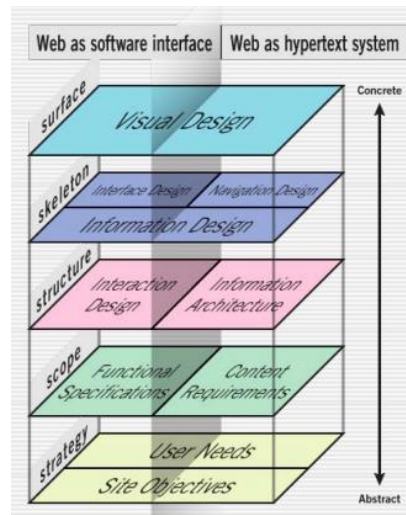 Web as software interface
Web as hypertext system
Concrete
surface
Visual Design
skeleton
Interface Design
Navigation Design
Information Design
structure
Interaction
Design
Information
Architecture
scope
Functional
Specifications
Content
Requirements
strategy
User Needs
Site Objectives
Abstract